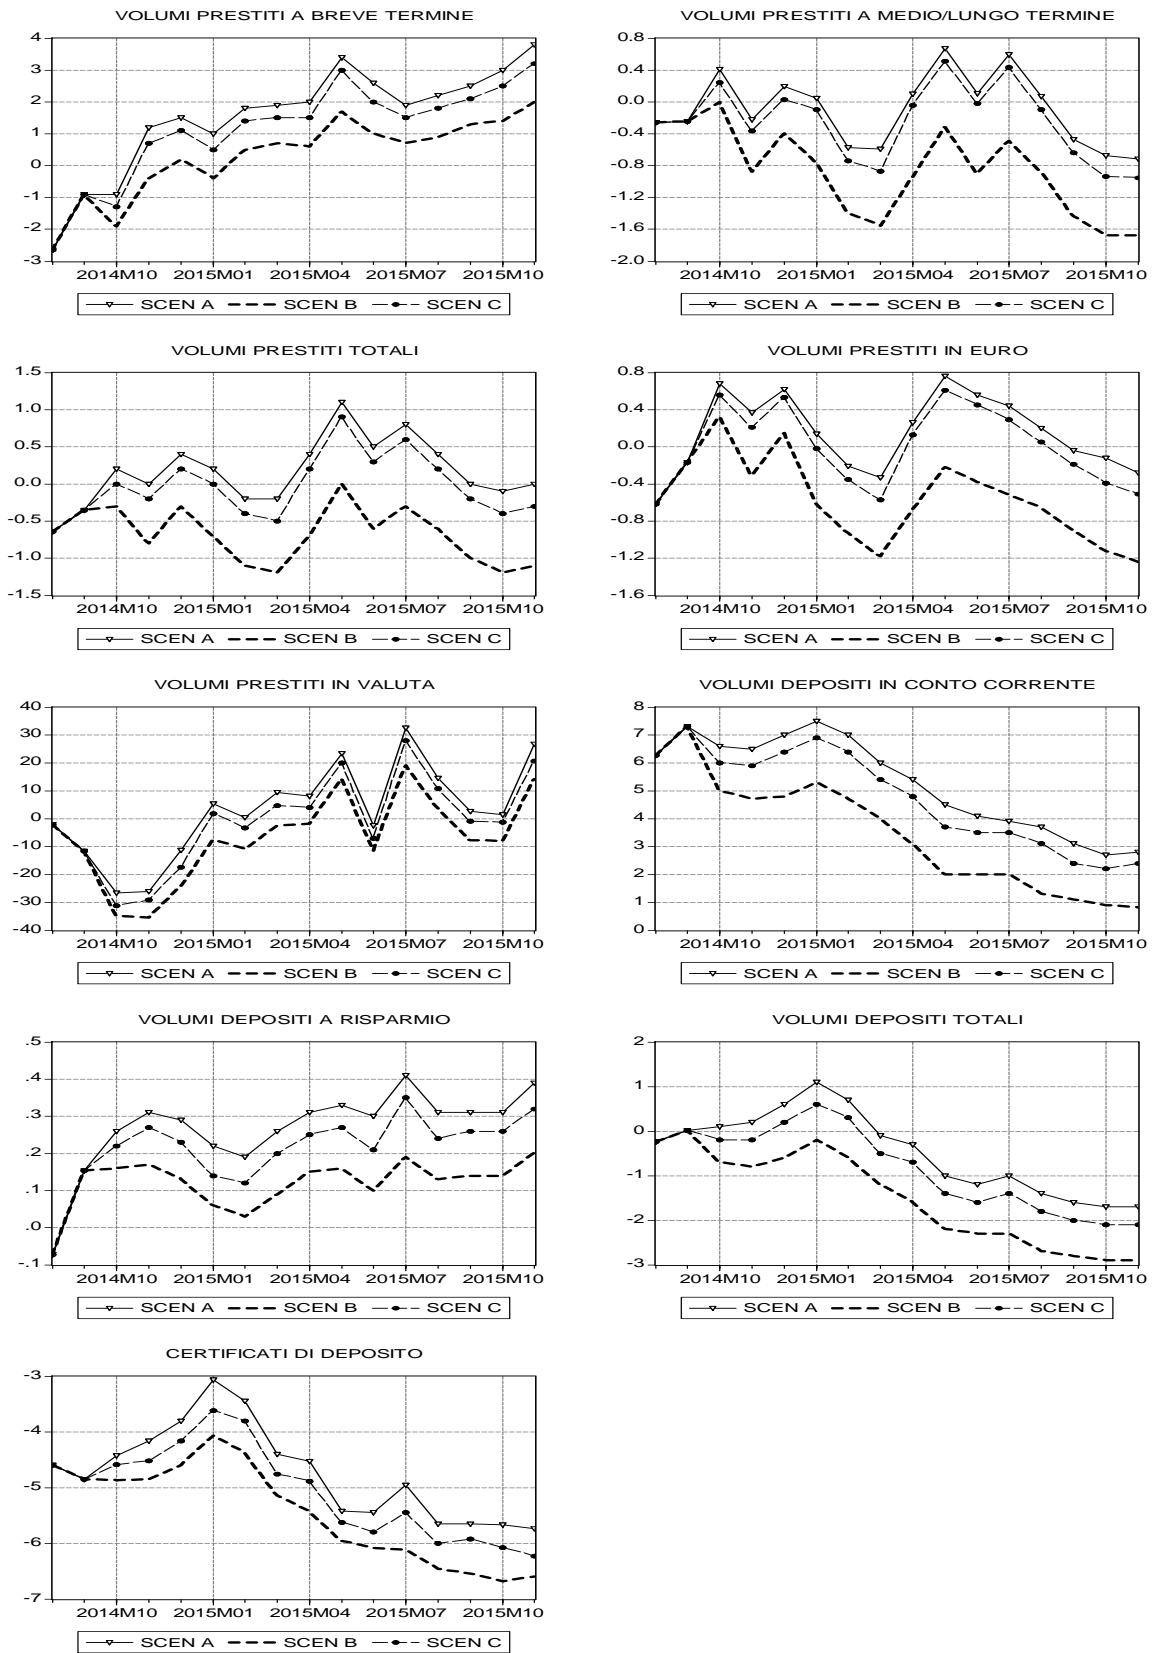 VOLUMI PRESTITI A BREVE TERMINE
4
3
2
1
0
-1
-2
-3
2014M10 2015M01 2015M04 2015M07 2015M10
SCEN A SCEN B SCEN C
VOLUMI PRESTITI A MEDIO/LUNGO TERMINE
0.8
0.4
0.0
-0.4
-0.8
-1.2
-1.6
-2.0
2014M10 2015M01 2015M04 2015M07 2015M10
SCEN A SCEN B SCEN C
VOLUMI PRESTITI TOTALI
1.5
1.0
0.5
0.0
-0.5
-1.0
-1.5
2014M10 2015M01 2015M04 2015M07 2015M10
SCEN A SCEN B SCEN C
VOLUMI PRESTITI IN EURO
0.8
0.4
0.0
-0.4
-0.8
-1.2
-1.6
2014M10 2015M01 2015M04 2015M07 2015M10
SCEN A SCEN B SCEN C
VOLUMI PRESTITI IN VALUTA
40
30
20
10
0
-10
-20
-30
-40
2014M10 2015M01 2015M04 2015M07 2015M10
SCEN A SCEN B SCEN C
VOLUMI DEPOSITI IN CONTO CORRENTE
8
7
6
5
4
3
2
1
0
2014M10 2015M01 2015M04 2015M07 2015M10
SCEN A SCEN B SCEN C
VOLUMI DEPOSITI A RISPARMIO
.5
.4
.3
.2
.1
.0
-.1
2014M10 2015M01 2015M04 2015M07 2015M10
SCEN A SCEN B SCEN C
VOLUMI DEPOSITI TOTALI
2
1
0
-1
-2
-3
2014M10 2015M01 2015M04 2015M07 2015M10
SCEN A SCEN B SCEN C
CERTIFICATI DI DEPOSITO
-3
-4
-5
-6
-7
2014M10 2015M01 2015M04 2015M07 2015M10
SCEN A SCEN B SCEN C